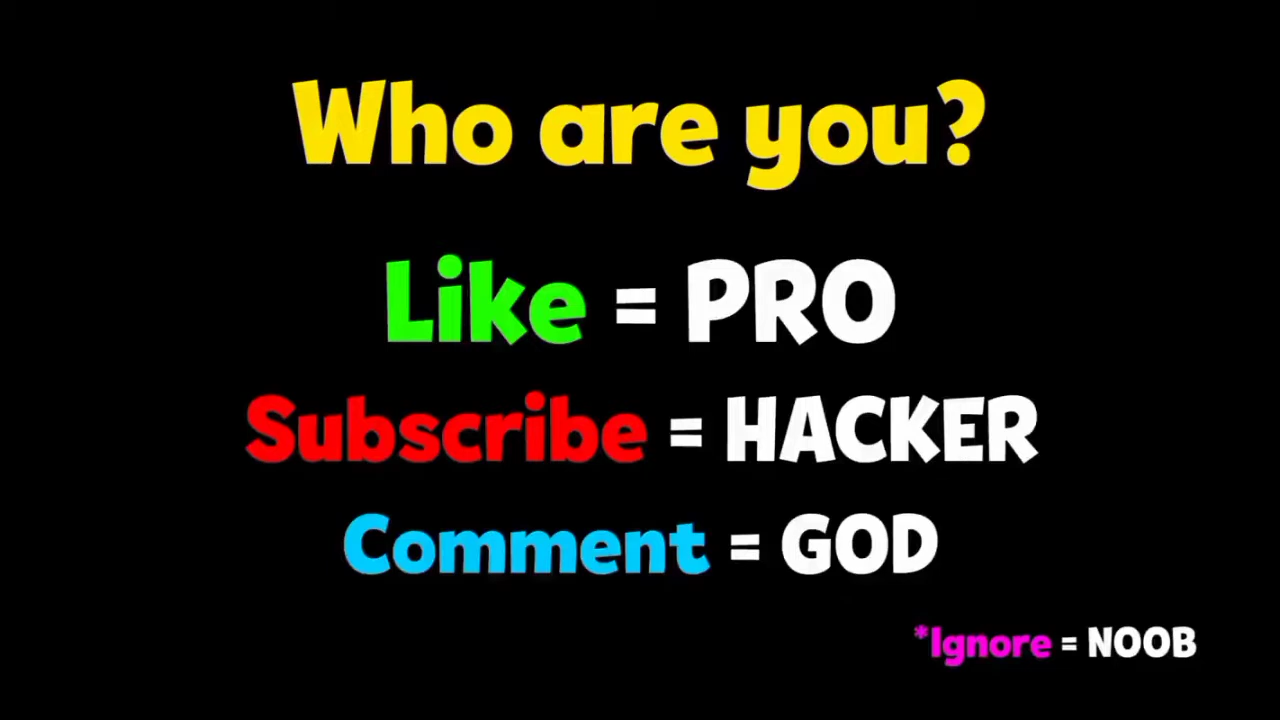 Who are you?
Like = PRO
Subscribe = HACKER
Comment = GOD
*Ignore = NOOB